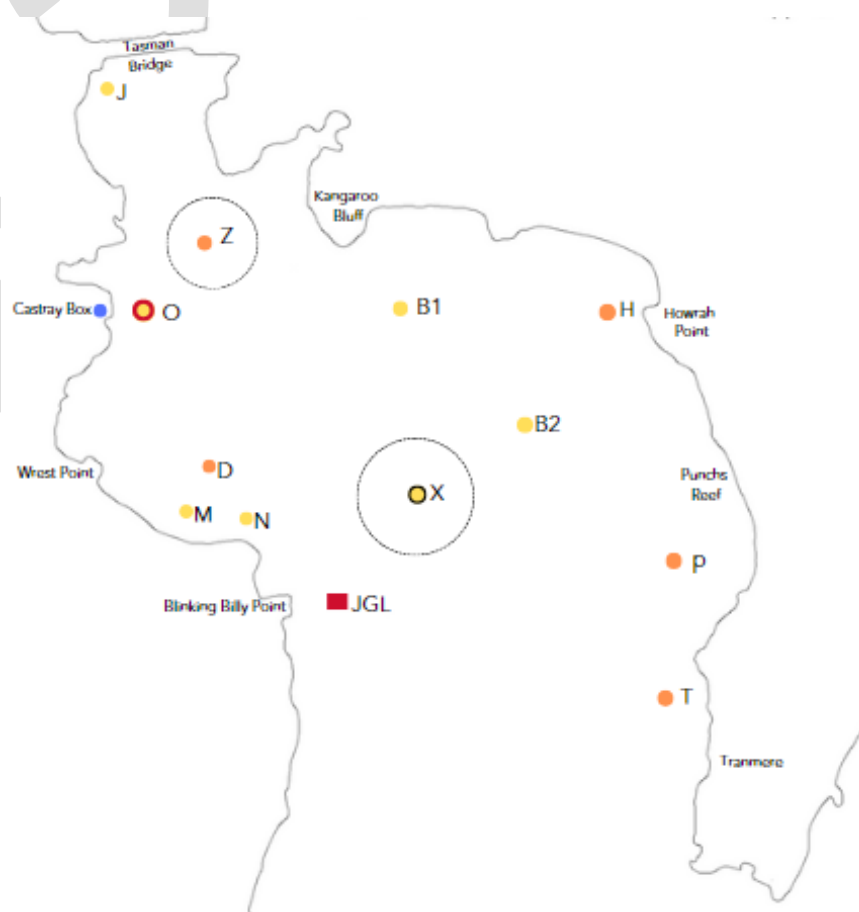 Tasman
Bridge
J
Kangaroo
Bluff
Z
Castray Box
O
B1
H
Howrah
Point
B2
Wrest Point
D
Punchs
Reef
X
M
N
p
Blinking Billy Point
JGL
T
Tranmere